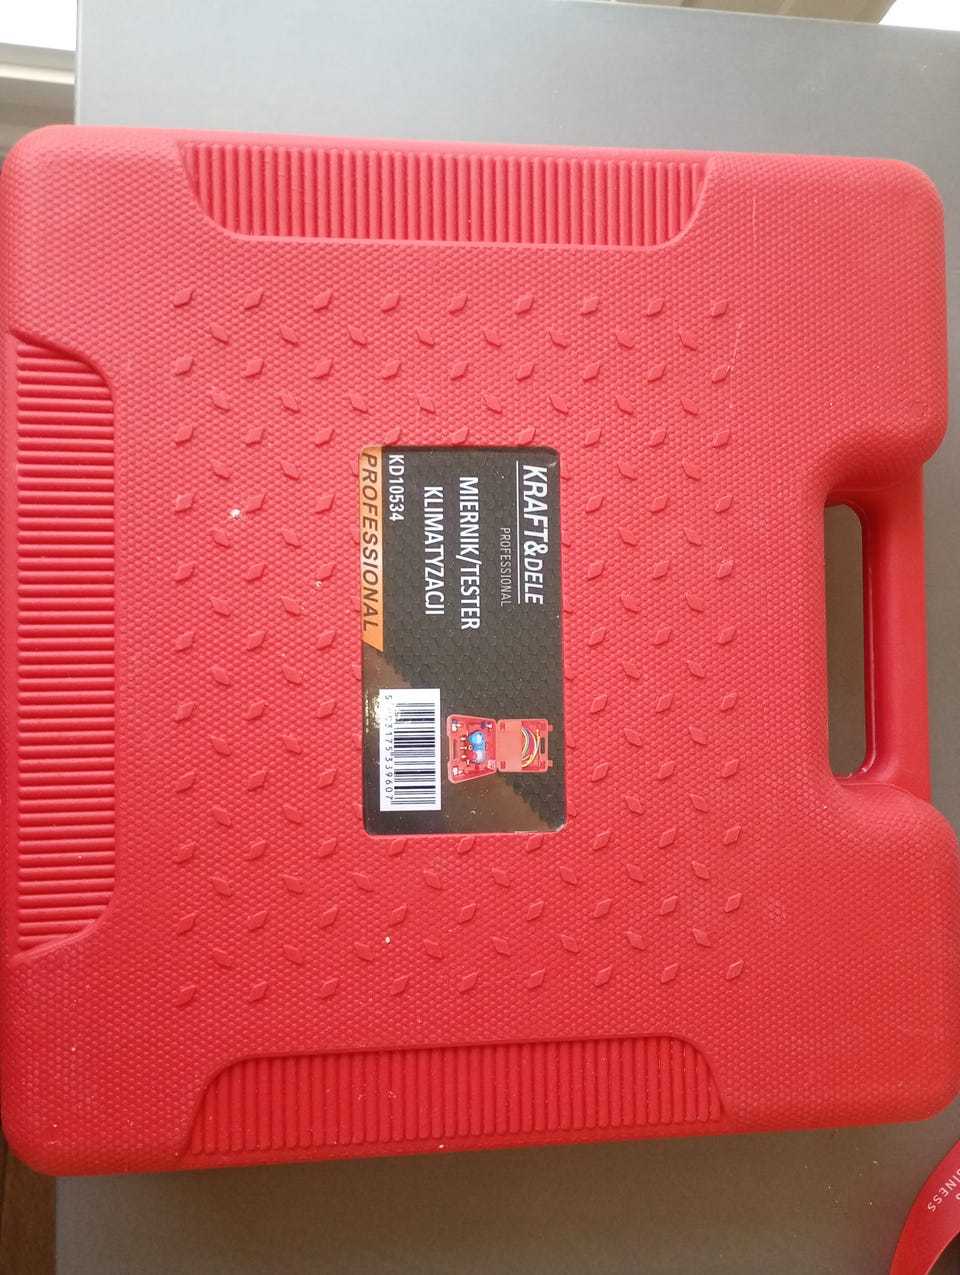 KRAFT&DELE
PROFESSIONAL
MIERNIK/TESTER
KLIMATYZACJI
KD10534
PROFESSIONAL